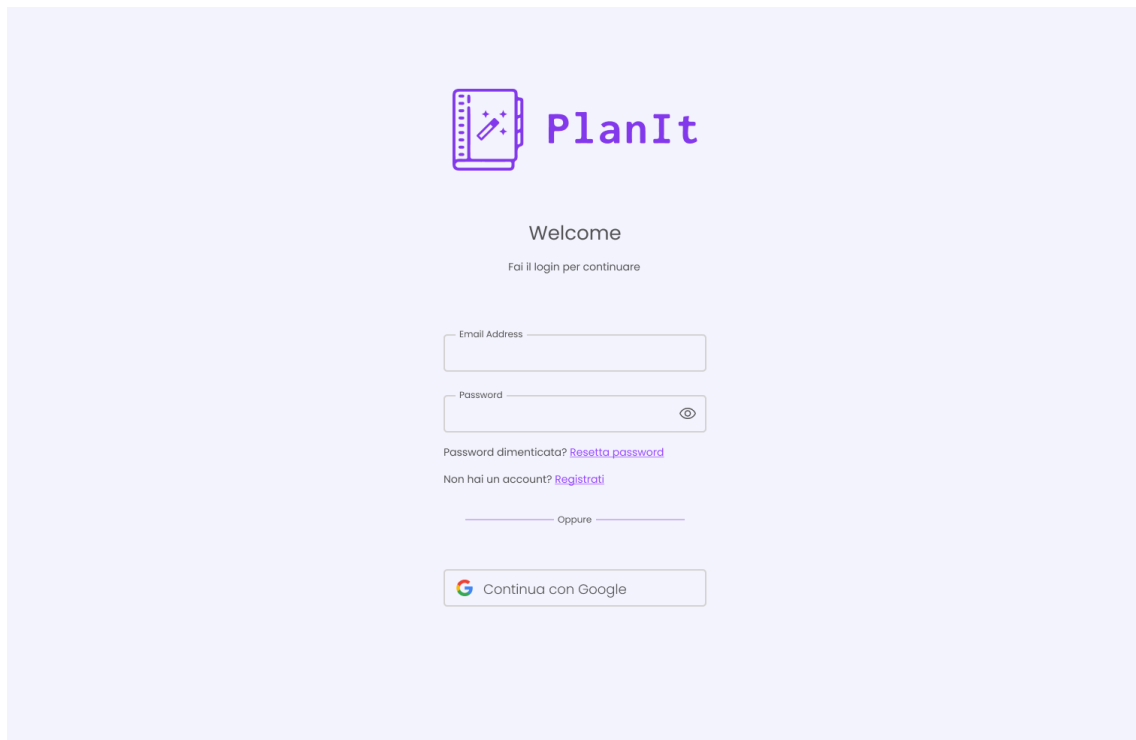 PlanIt
Welcome
Fai il login per continuare
Email Address
Password
Password dimenticata? Resetta password
Non hai un account? Registrati
Oppure
Continua con Google